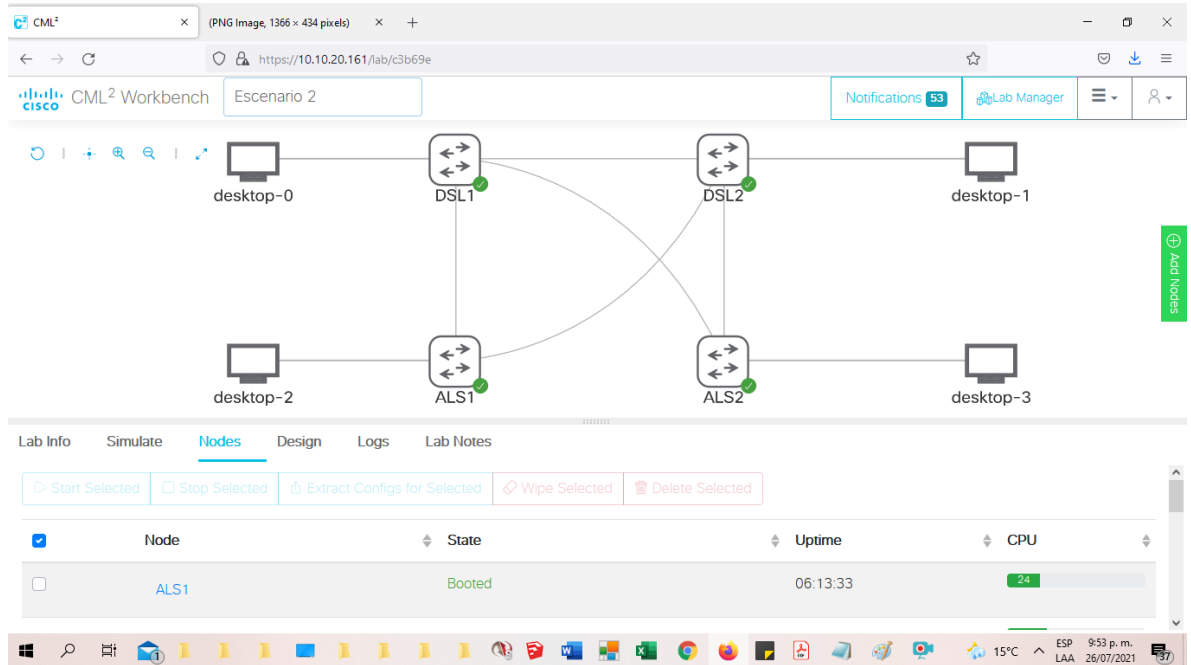 CML²
(PNG Image, 1366 × 434 pixels)
https://10.10.20.161/lab/c3b69e
CISCO
CML² Workbench
Escenario 2
Notifications 53
Lab Manager
desktop-0
DSL1
DSL2
desktop-1
Add Nodes
desktop-2
ALS1
ALS2
desktop-3
Lab Info Simulate Nodes Design Logs Lab Notes
Start Selected Stop Selected Extract Configs for Selected Wipe Selected Delete Selected
Node State Uptime CPU
ALS1 Booted 06:13:33 24
15°C ESP 9:53 p. m.
LAA 26/07/2021 37